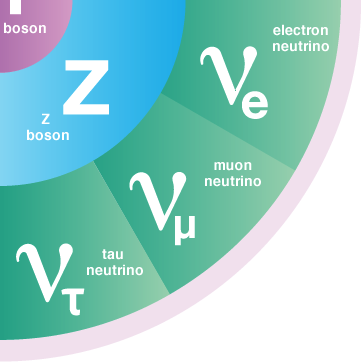 boson
Z
Z
boson
νe
electron
neutrino
νμ
muon
neutrino
ντ
tau
neutrino